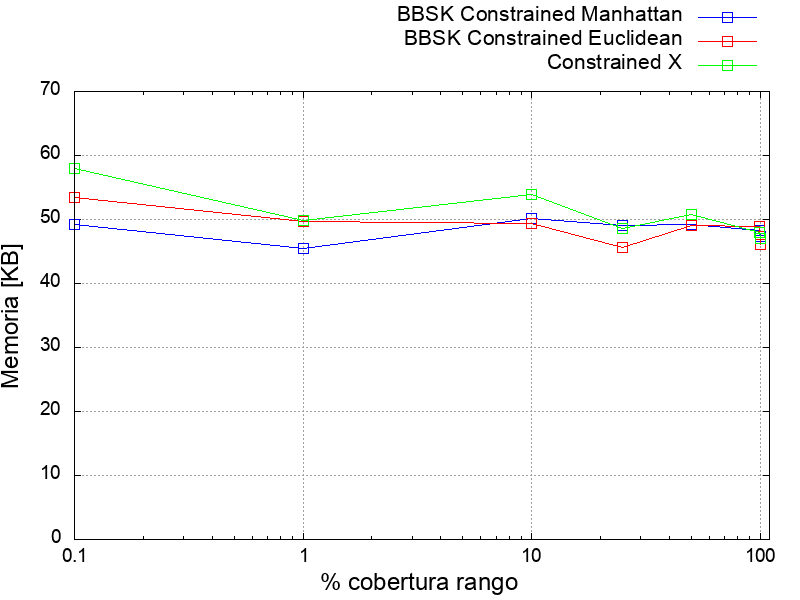 BBSK Constrained Manhattan
BBSK Constrained Euclidean
Constrained X
70
60
50
40
30
20
10
0
Memoria [KB]
0.1 1 10 100
% cobertura rango